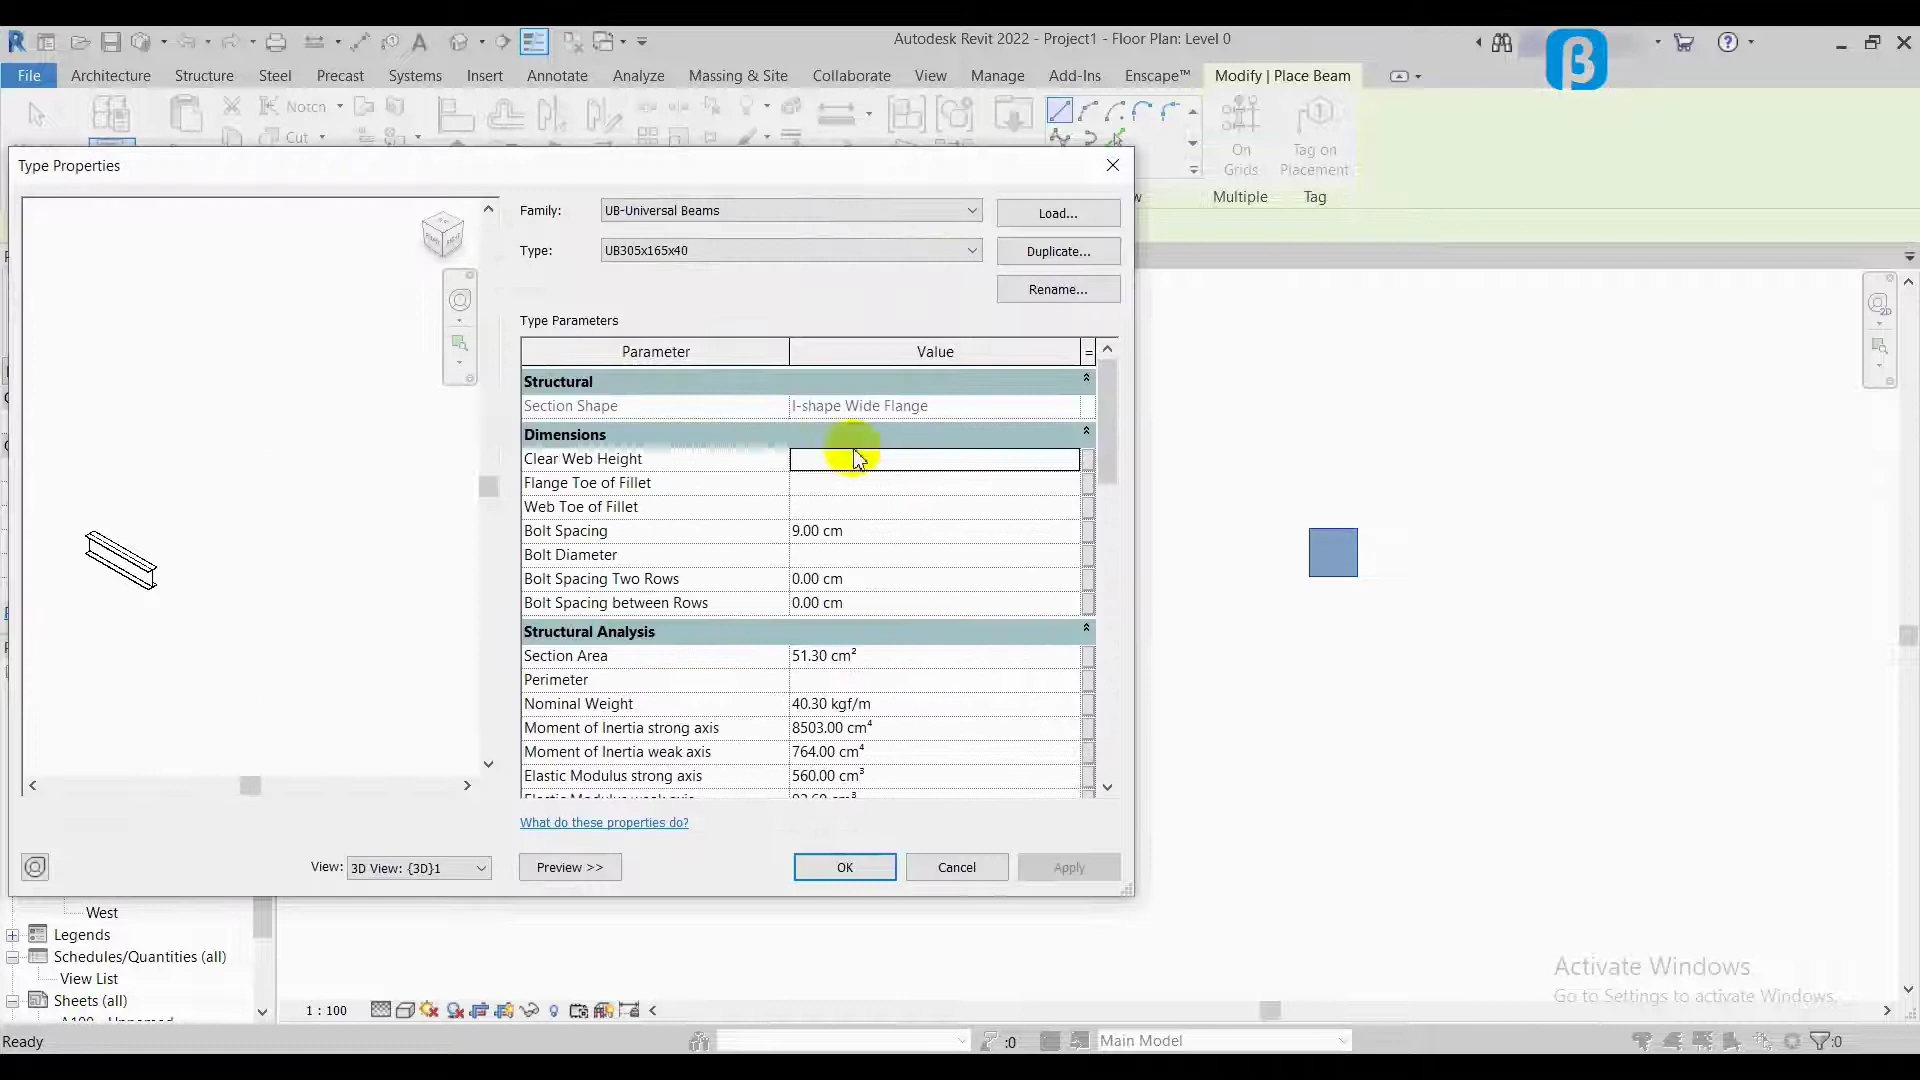 Autodesk Revit 2022 - Project1 - Floor Plan: Level 0
File Architecture Structure Steel Precast Systems Insert Annotate Analyze Massing & Site Collaborate View Manage Add-Ins Enscape™ Modify | Place Beam
Notch
Cut
On Grids
Tag on Placement
Multiple Tag
Type Properties
Family: UB-Universal Beams Load...
Type: UB305x165x40 Duplicate...
Rename...
Type Parameters
Parameter Value =
Structural
Section Shape I-shape Wide Flange
Dimensions
Clear Web Height
Flange Toe of Fillet
Web Toe of Fillet
Bolt Spacing 9.00 cm
Bolt Diameter
Bolt Spacing Two Rows 0.00 cm
Bolt Spacing between Rows 0.00 cm
Structural Analysis
Section Area 51.30 cm²
Perimeter
Nominal Weight 40.30 kgf/m
Moment of Inertia strong axis 8503.00 cm⁴
Moment of Inertia weak axis 764.00 cm⁴
Elastic Modulus strong axis 560.00 cm³
What do these properties do?
View: 3D View: {3D}1 Preview >> OK Cancel Apply
West
Legends
Schedules/Quantities (all)
View List
Sheets (all)
1 : 100
Activate Windows
Go to Settings to activate Windows.
Ready :0 Main Model :0